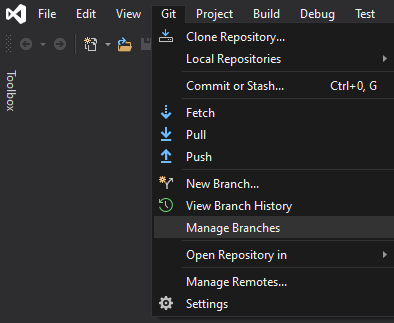 File Edit View Git Project Build Debug Test
Toolbox
Clone Repository...
Local Repositories
Commit or Stash... Ctrl+0, G
Fetch
Pull
Push
New Branch...
View Branch History
Manage Branches
Open Repository in
Manage Remotes...
Settings